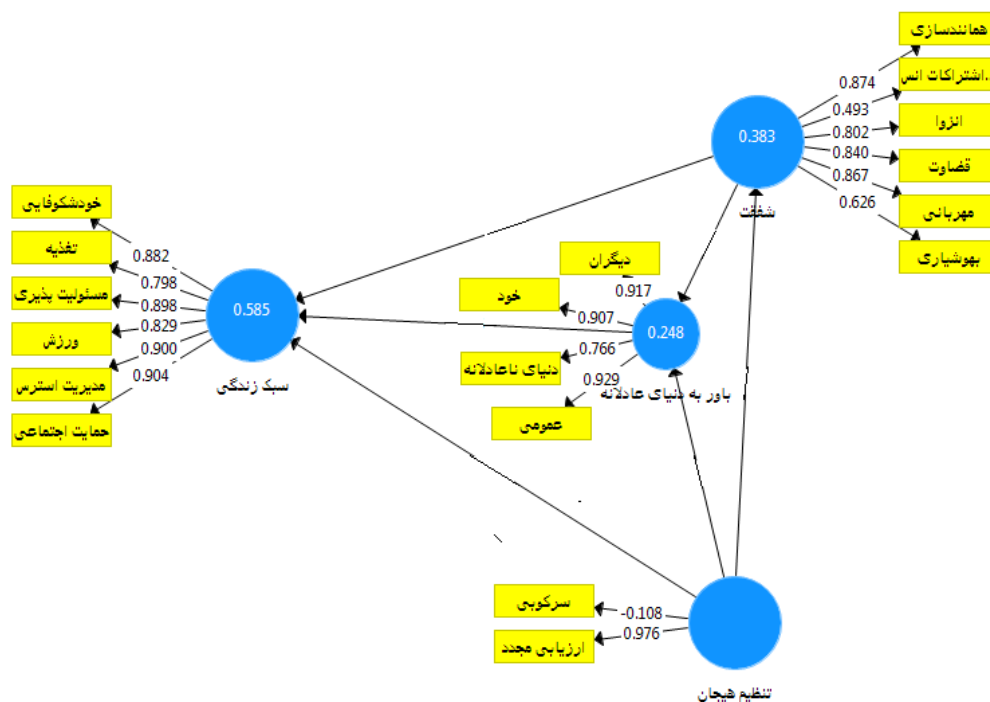 همانندسازی
اشتراکات انس..
انزوا
قضاوت
مهربانی
بهوشیاری
0.874
0.493
0.802
0.840
0.867
0.626
0.383
شفقت
خودشکوفایی
تغذیه
مسئولیت پذیری
ورزش
مدیریت استرس
حمایت اجتماعی
0.882
0.798
0.898
0.829
0.900
0.904
0.585
سبک زندگی
دیگران
خود
دنیای ناعادلانه
عمومی
0.917
0.907
0.766
0.929
0.248
باور به دنیای عادلانه
سرکوبی
ارزیابی مجدد
-0.108
0.976
تنظیم هیجان